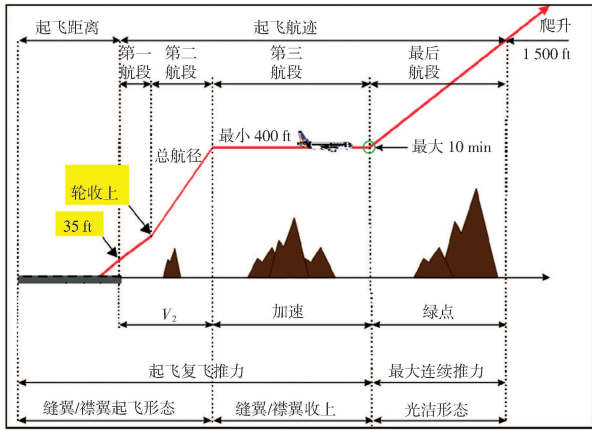 起飞距离
起飞航迹
爬升
1 500 ft
第一
航段
第二
航段
第三
航段
最后
航段
最小 400 ft
最大 10 min
总航径
轮收上
35 ft
V₂
加速
绿点
起飞复飞推力
最大连续推力
缝翼/襟翼起飞形态
缝翼/襟翼收上
光洁形态